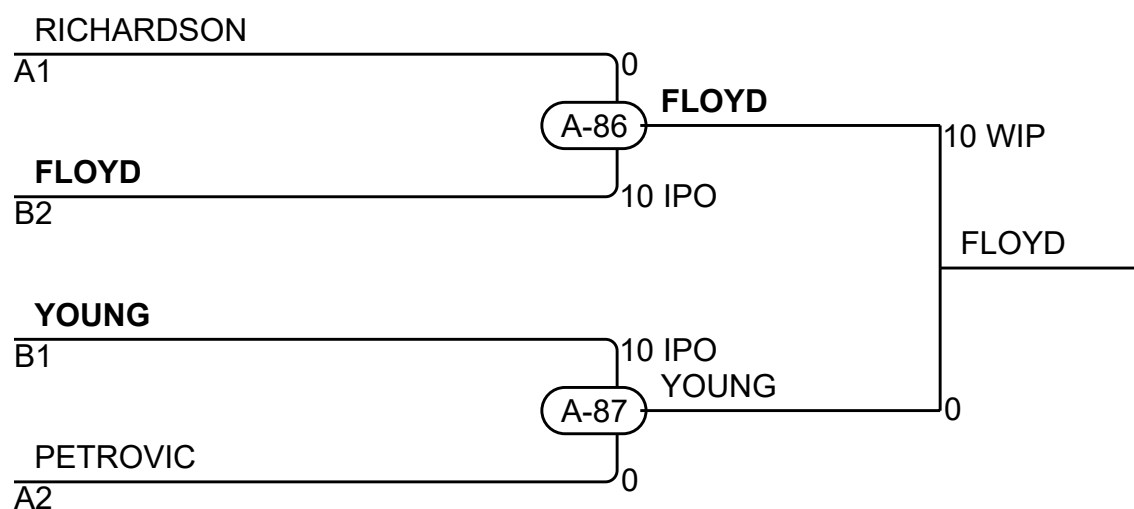 RICHARDSON
A1
0
A-86
FLOYD
10 WIP
FLOYD
B2
10 IPO
FLOYD
YOUNG
B1
10 IPO
YOUNG
A-87
0
PETROVIC
A2
0